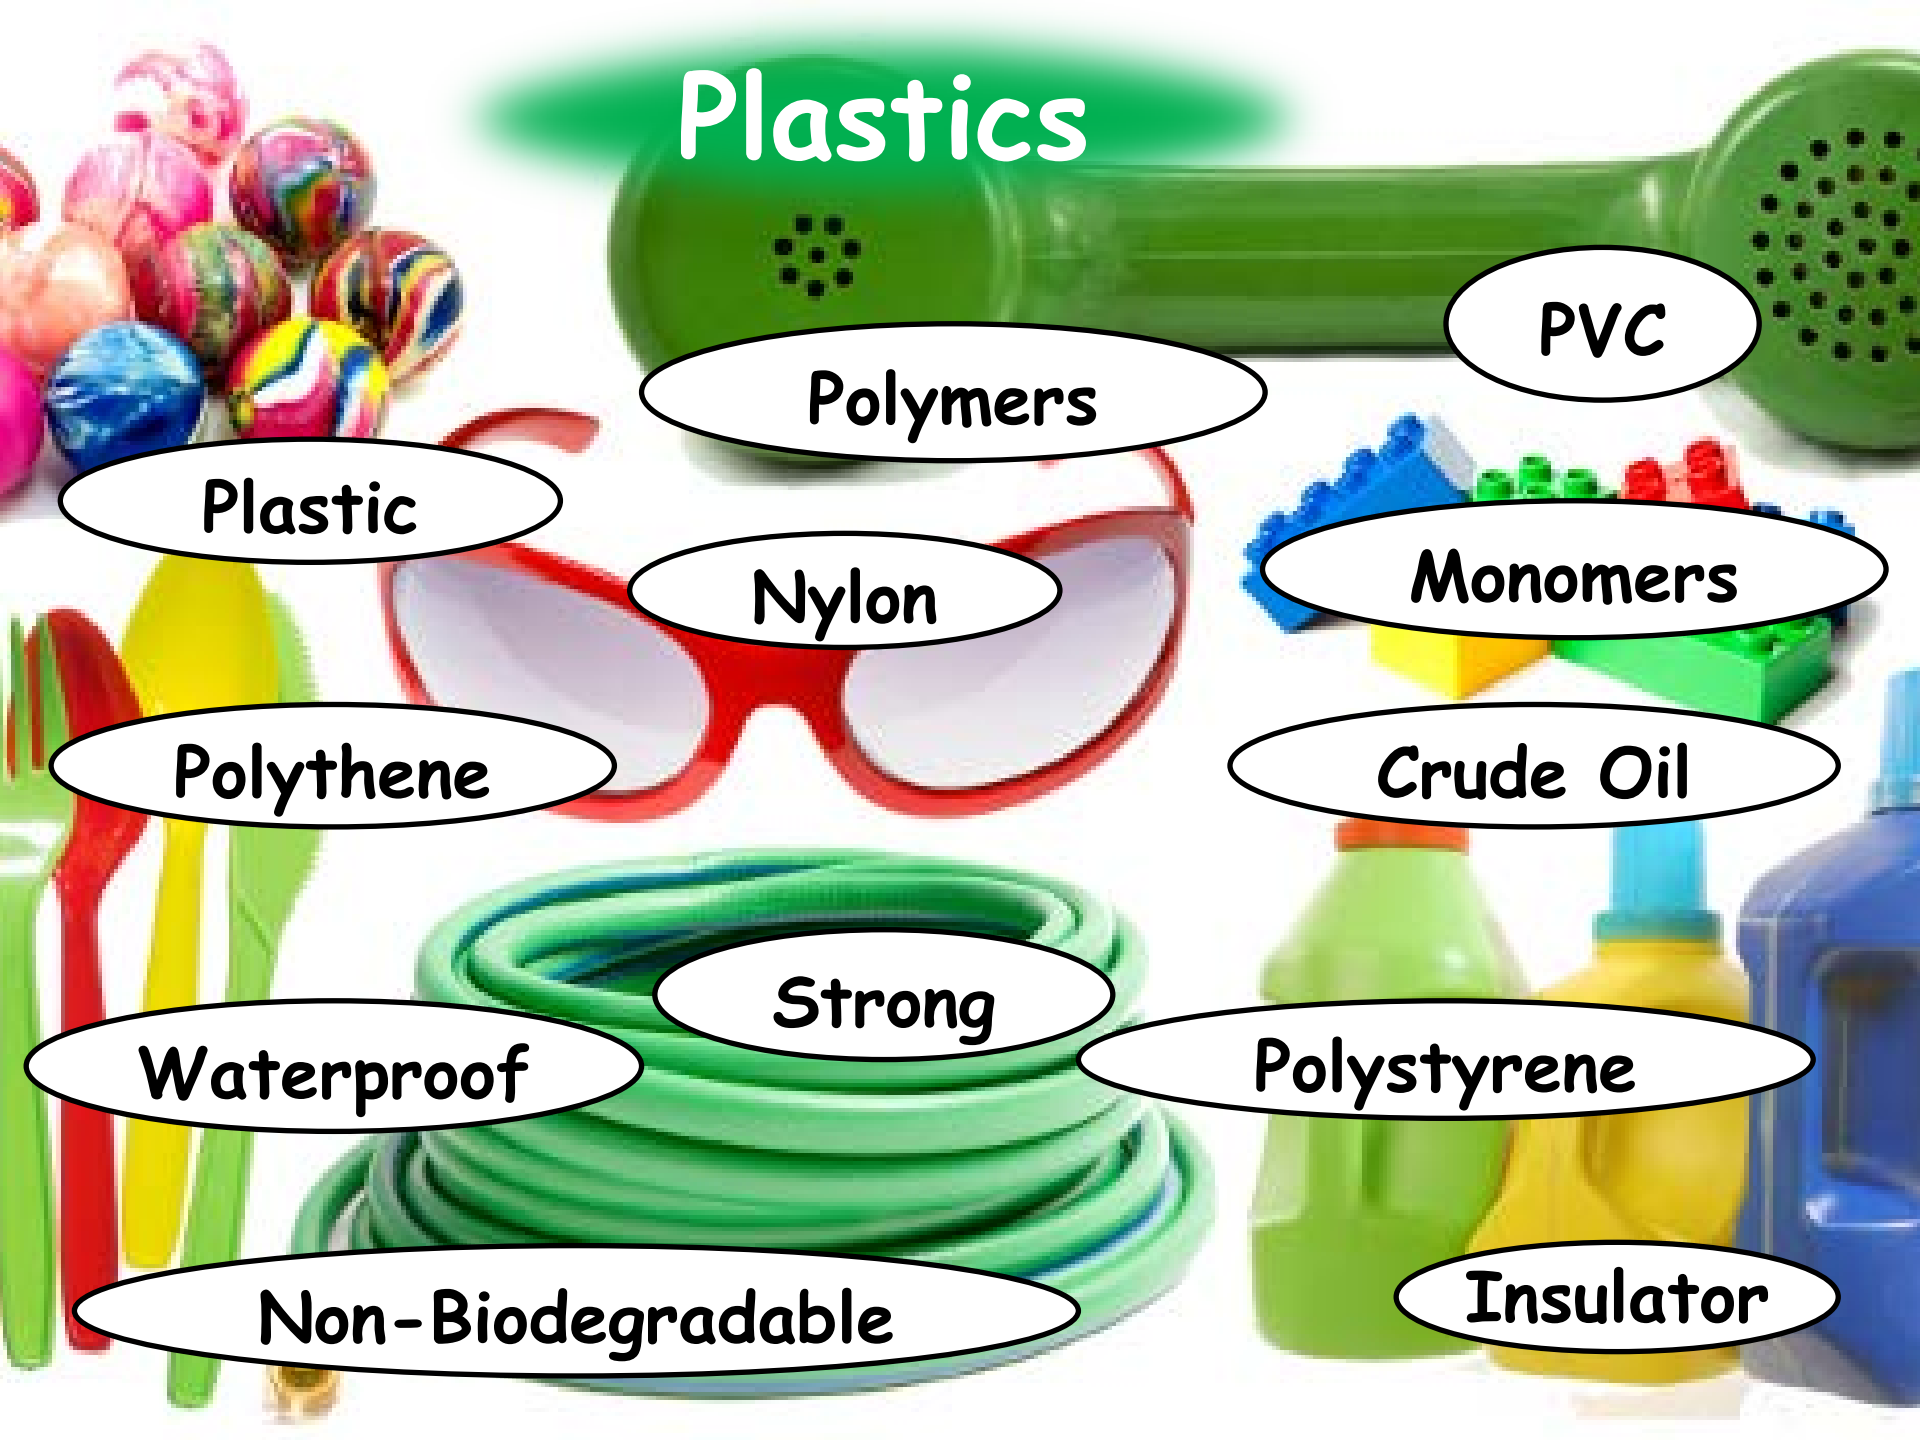 Plastics
PVC
Polymers
Plastic
Nylon
Monomers
Polythene
Crude Oil
Strong
Waterproof
Polystyrene
Non-Biodegradable
Insulator